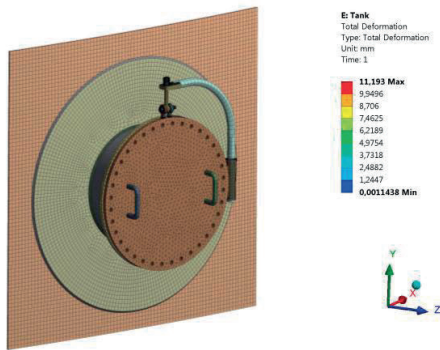 E: Tank
Total Deformation
Type: Total Deformation
Unit: mm
Time: 1
11,193 Max
9,9496
8,706
7,4625
6,2189
4,9754
3,7318
2,4882
1,2447
0,0011438 Min
Y
X
Z